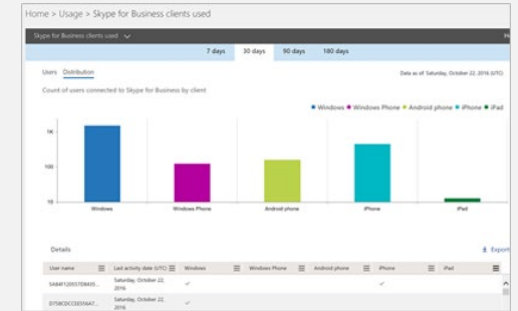 Home > Usage > Skype for Business clients used
Skype for Business clients used
7 days 30 days 90 days 180 days
Users Distribution
Data as of Saturday, October 22, 2016 (UTC)
Count of users connected to Skype for Business by client
Windows Windows Phone Android phone iPhone iPad
1K
100
10
Windows Windows Phone Android phone iPhone iPad
Details
Export
User name Last activity date (UTC) Windows Windows Phone Android phone iPhone iPad
Saturday, October 22,
2016
Saturday, October 22,
2016